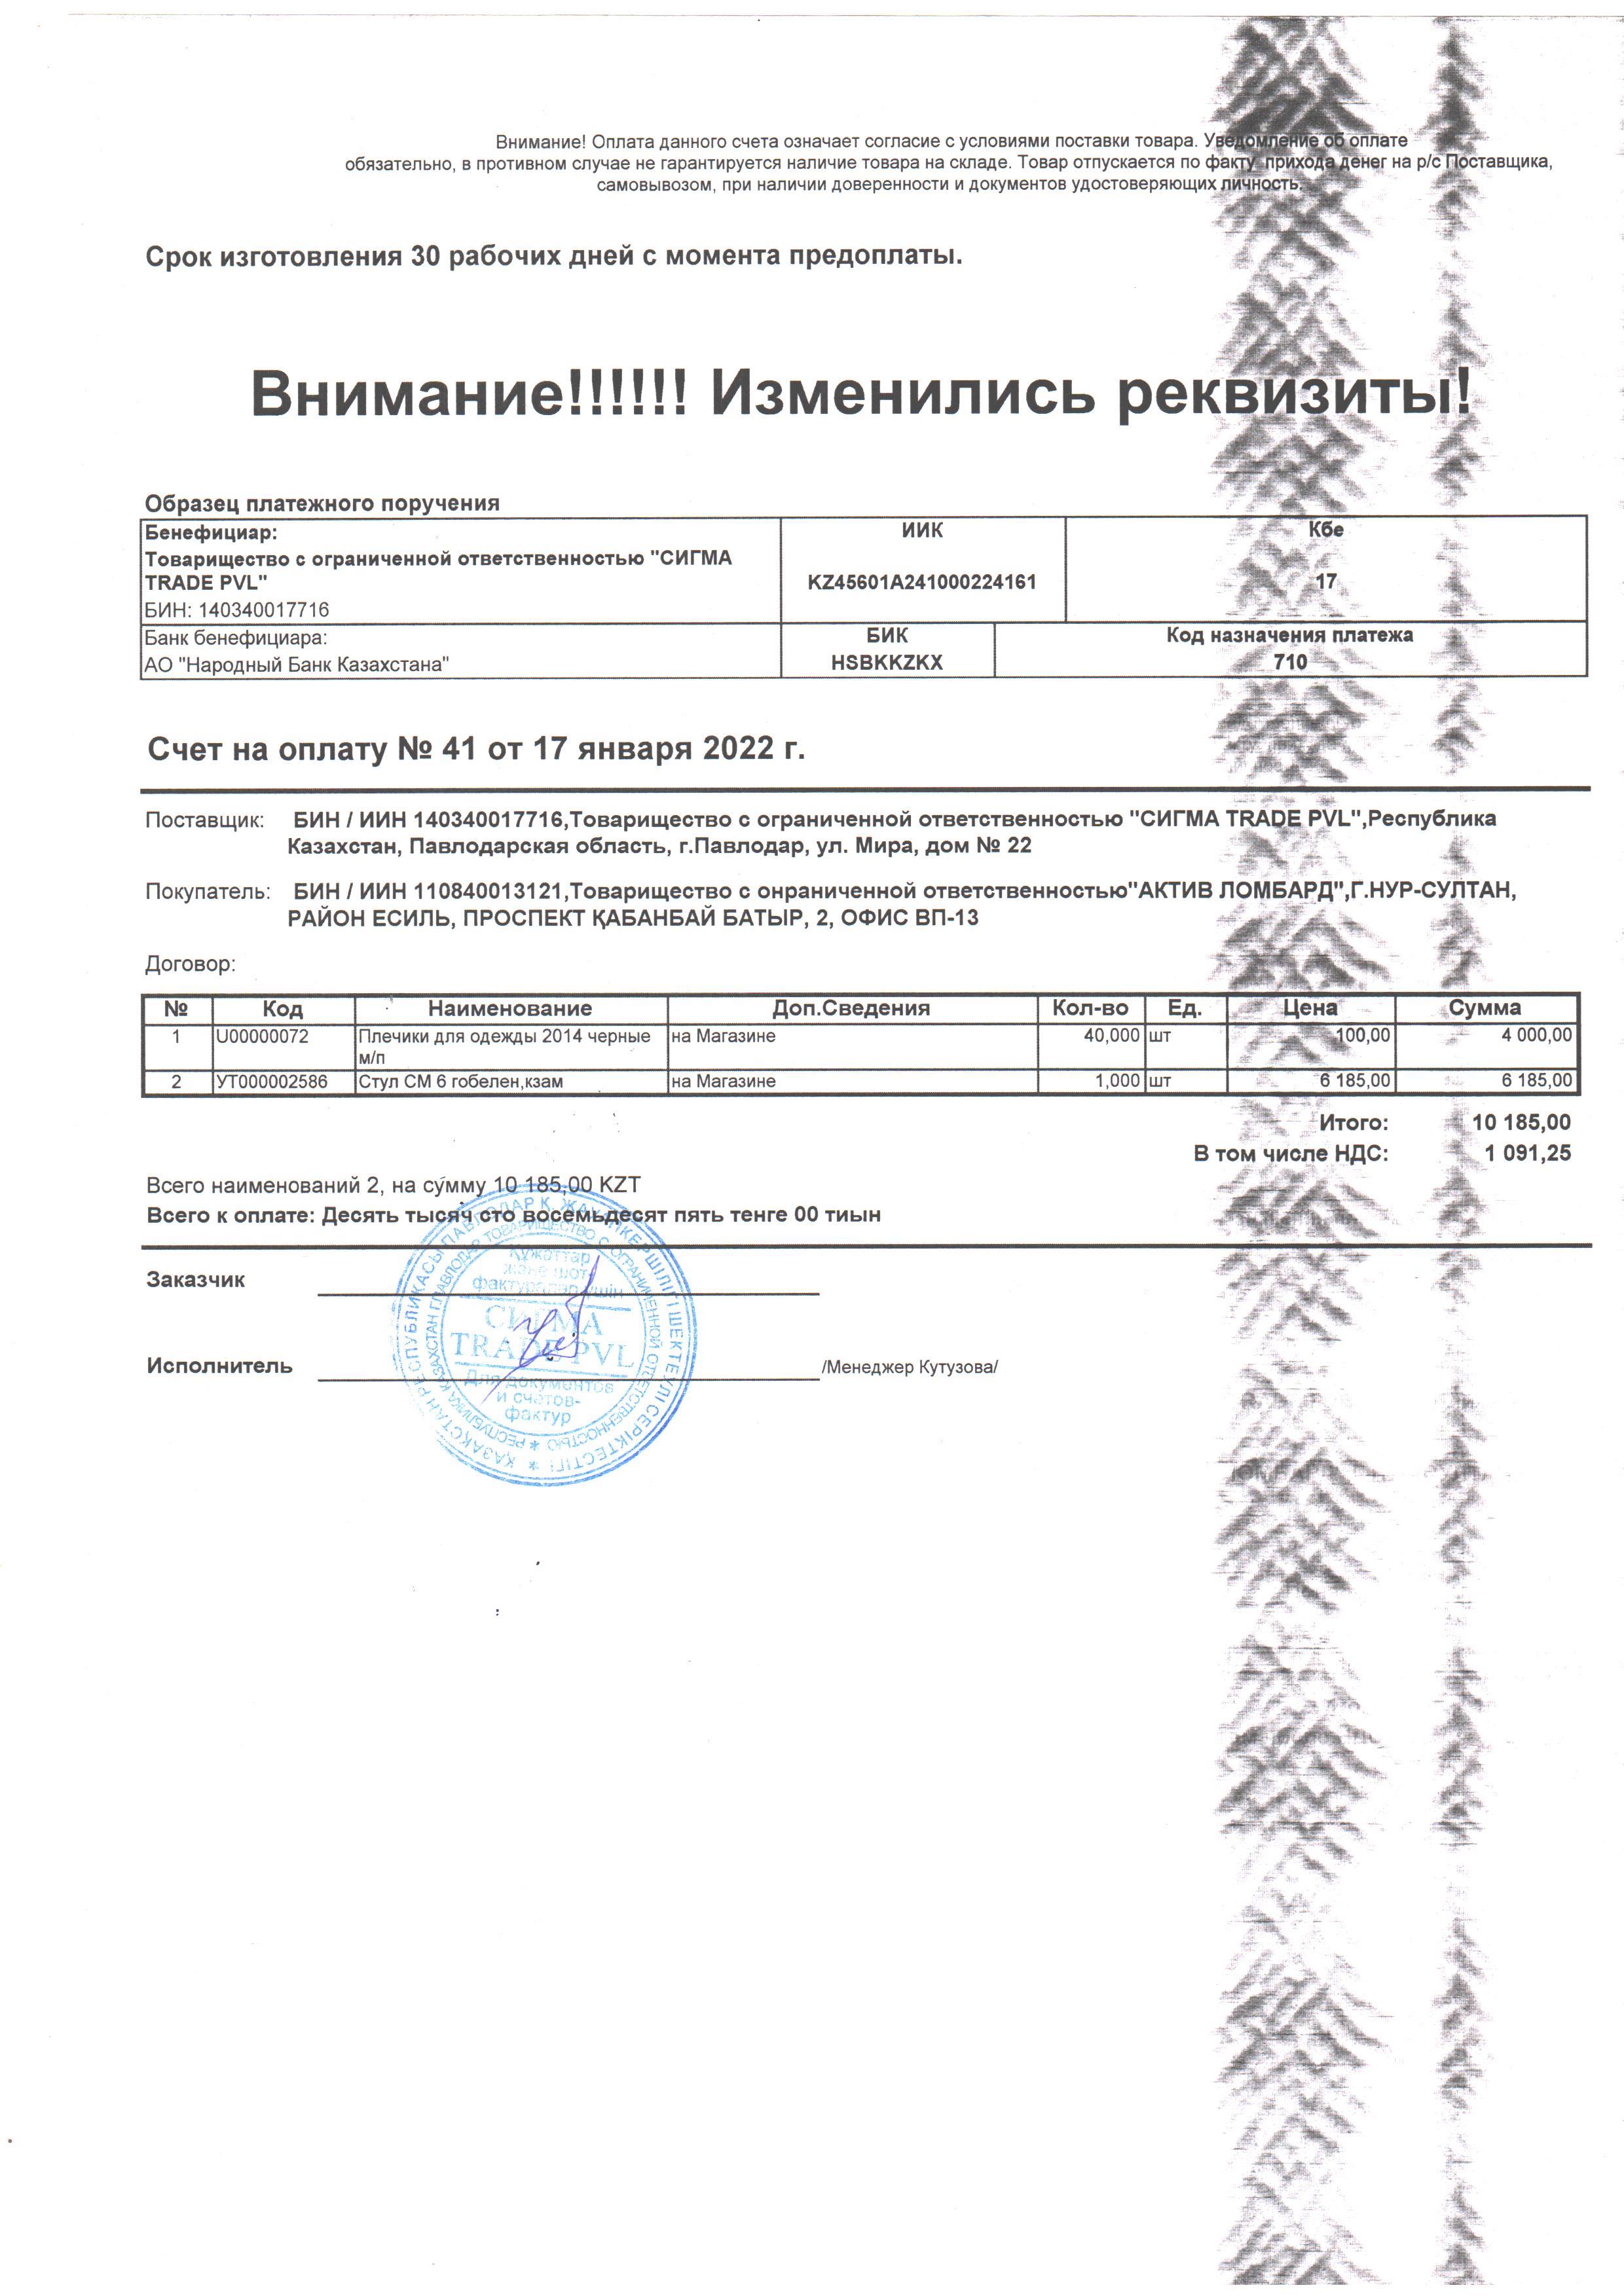 Внимание! Оплата данного счета означает согласие с условиями поставки товара. Уведомление об оплате
обязательно, в противном случае не гарантируется наличие товара на складе. Товар отпускается по факту прихода денег на р/с Поставщика,
самовывозом, при наличии доверенности и документов удостоверяющих личность.
Срок изготовления 30 рабочих дней с момента предоплаты.
Внимание!!!!!! Изменились реквизиты!
Образец платежного поручения
Бенефициар: ИИК Кбе
Товарищество с ограниченной ответственностью "СИГМА
TRADE PVL" KZ45601A241000224161 17
БИН: 140340017716
Банк бенефициара: БИК Код назначения платежа
АО "Народный Банк Казахстана" HSBKKZKX 710
Счет на оплату № 41 от 17 января 2022 г.
Поставщик: БИН / ИИН 140340017716,Товарищество с ограниченной ответственностью "СИГМА TRADE PVL",Республика
Казахстан, Павлодарская область, г.Павлодар, ул. Мира, дом № 22
Покупатель: БИН / ИИН 110840013121,Товарищество с онраниченной ответственностью"АКТИВ ЛОМБАРД",Г.НУР-СУЛТАН,
РАЙОН ЕСИЛЬ, ПРОСПЕКТ ҚАБАНБАЙ БАТЫР, 2, ОФИС ВП-13
Договор:
№ Код Наименование Доп.Сведения Кол-во Ед. Цена Сумма
1 U00000072 Плечики для одежды 2014 черные на Магазине 40,000 шт 100,00 4 000,00
м/п
2 УТ000002586 Стул СМ 6 гобелен,кзам на Магазине 1,000 шт 6 185,00 6 185,00
Итого: 10 185,00
В том числе НДС: 1 091,25
Всего наименований 2, на сумму 10 185,00 KZT
Всего к оплате: Десять тысяч сто восемьдесят пять тенге 00 тиын
Заказчик
Исполнитель /Менеджер Кутузова/
ҚАЗАҚСТАН РЕСПУБЛИКАСЫ ПАВЛОДАР Қ. ЖАУАПКЕРШІЛІГІ ШЕКТЕУЛІ СЕРІКТЕСТІГІ
РЕСПУБЛИКА КАЗАХСТАН Г.ПАВЛОДАР ТОВАРИЩЕСТВО С ОГРАНИЧЕННОЙ ОТВЕТСТВЕННОСТЬЮ
Құжоттар
және шот
фактуралар үшін
СИГМА
TRADE PVL
Для документов
и счетов-
фактур